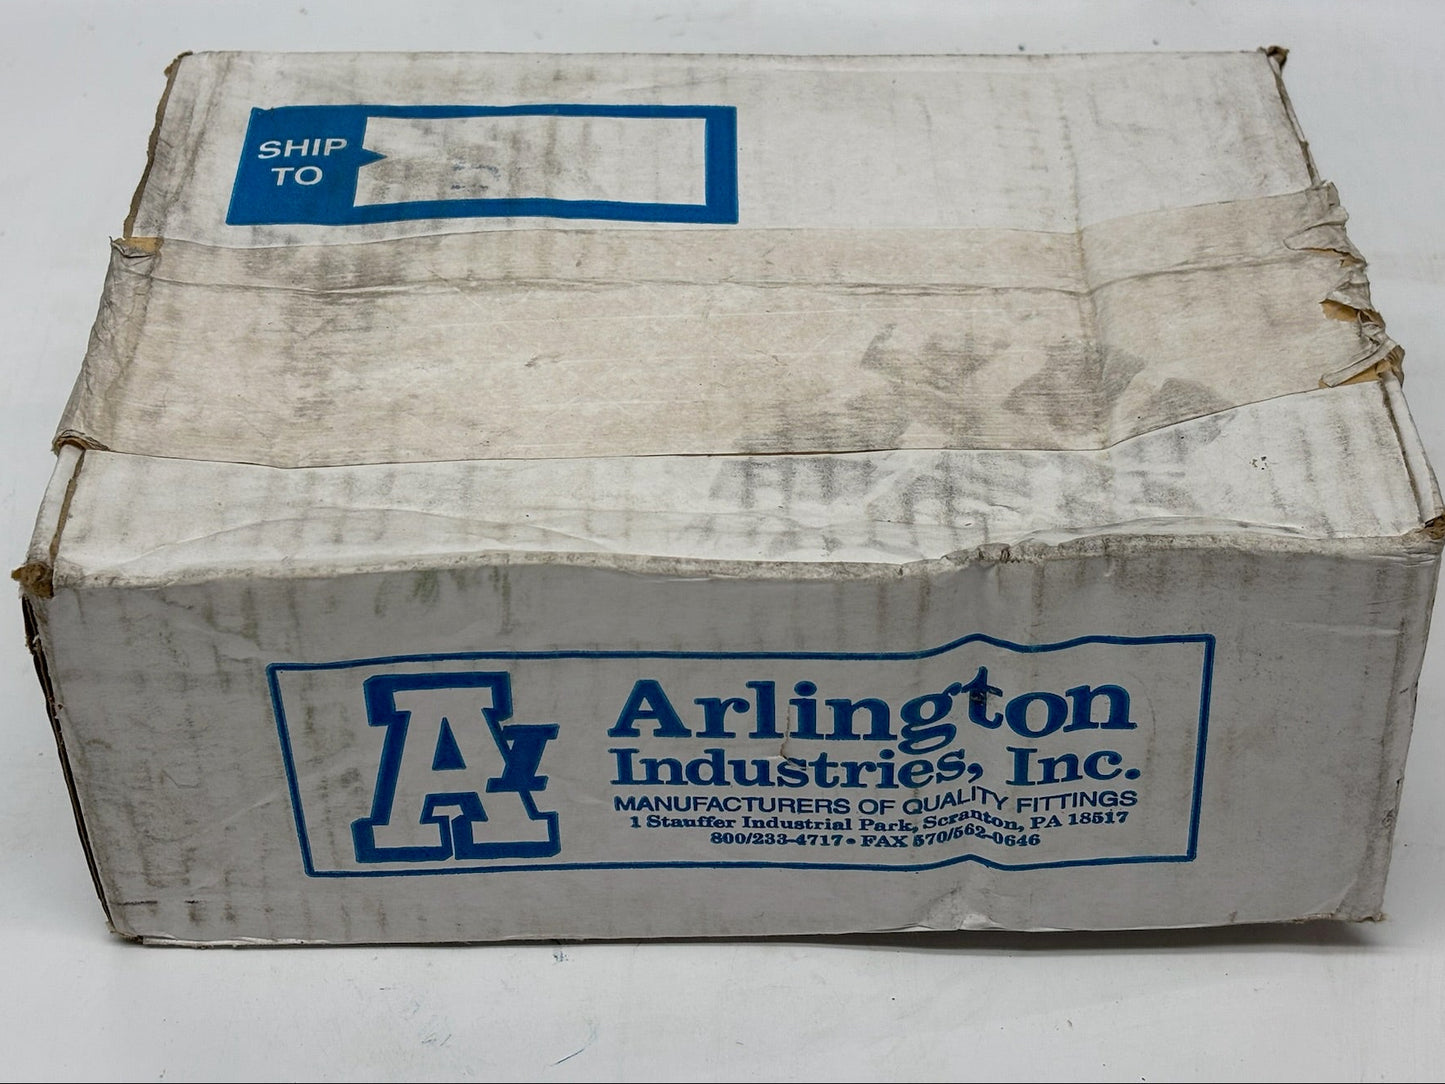 SHIP
TO
AI
Arlington
Industries, Inc.
MANUFACTURERS OF QUALITY FITTINGS
1 Stauffer Industrial Park, Scranton, PA 18517
800/233-4717 • FAX 570/562-0646